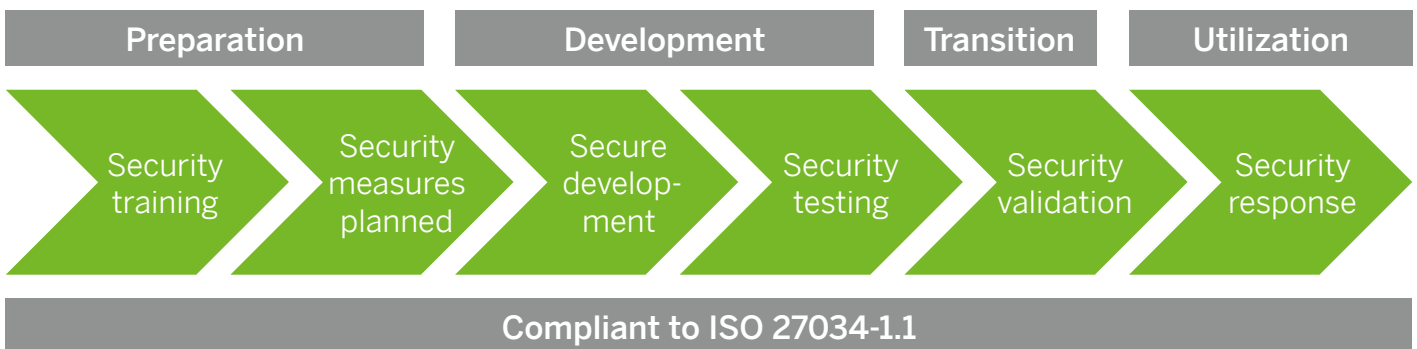 Preparation
Development
Transition
Utilization
Security
training
Security
measures
planned
Secure
develop-
ment
Security
testing
Security
validation
Security
response
Compliant to ISO 27034-1.1